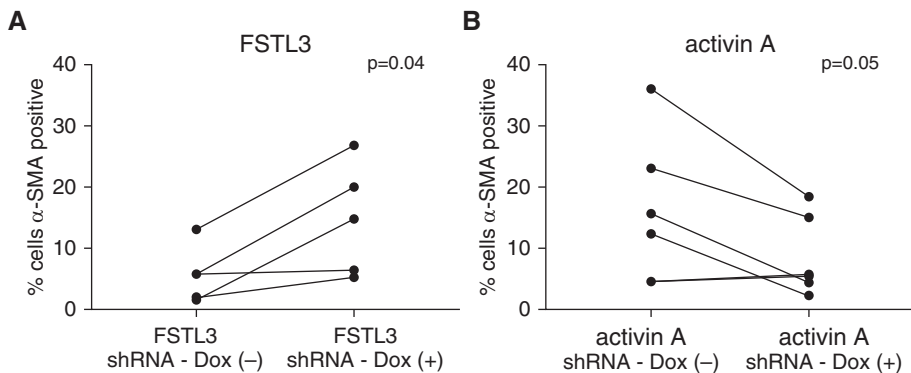 A
FSTL3
p=0.04
% cells α-SMA positive
40
30
20
10
0
FSTL3
shRNA - Dox (–)
FSTL3
shRNA - Dox (+)
B
activin A
p=0.05
% cells α-SMA positive
40
30
20
10
0
activin A
shRNA - Dox (–)
activin A
shRNA - Dox (+)